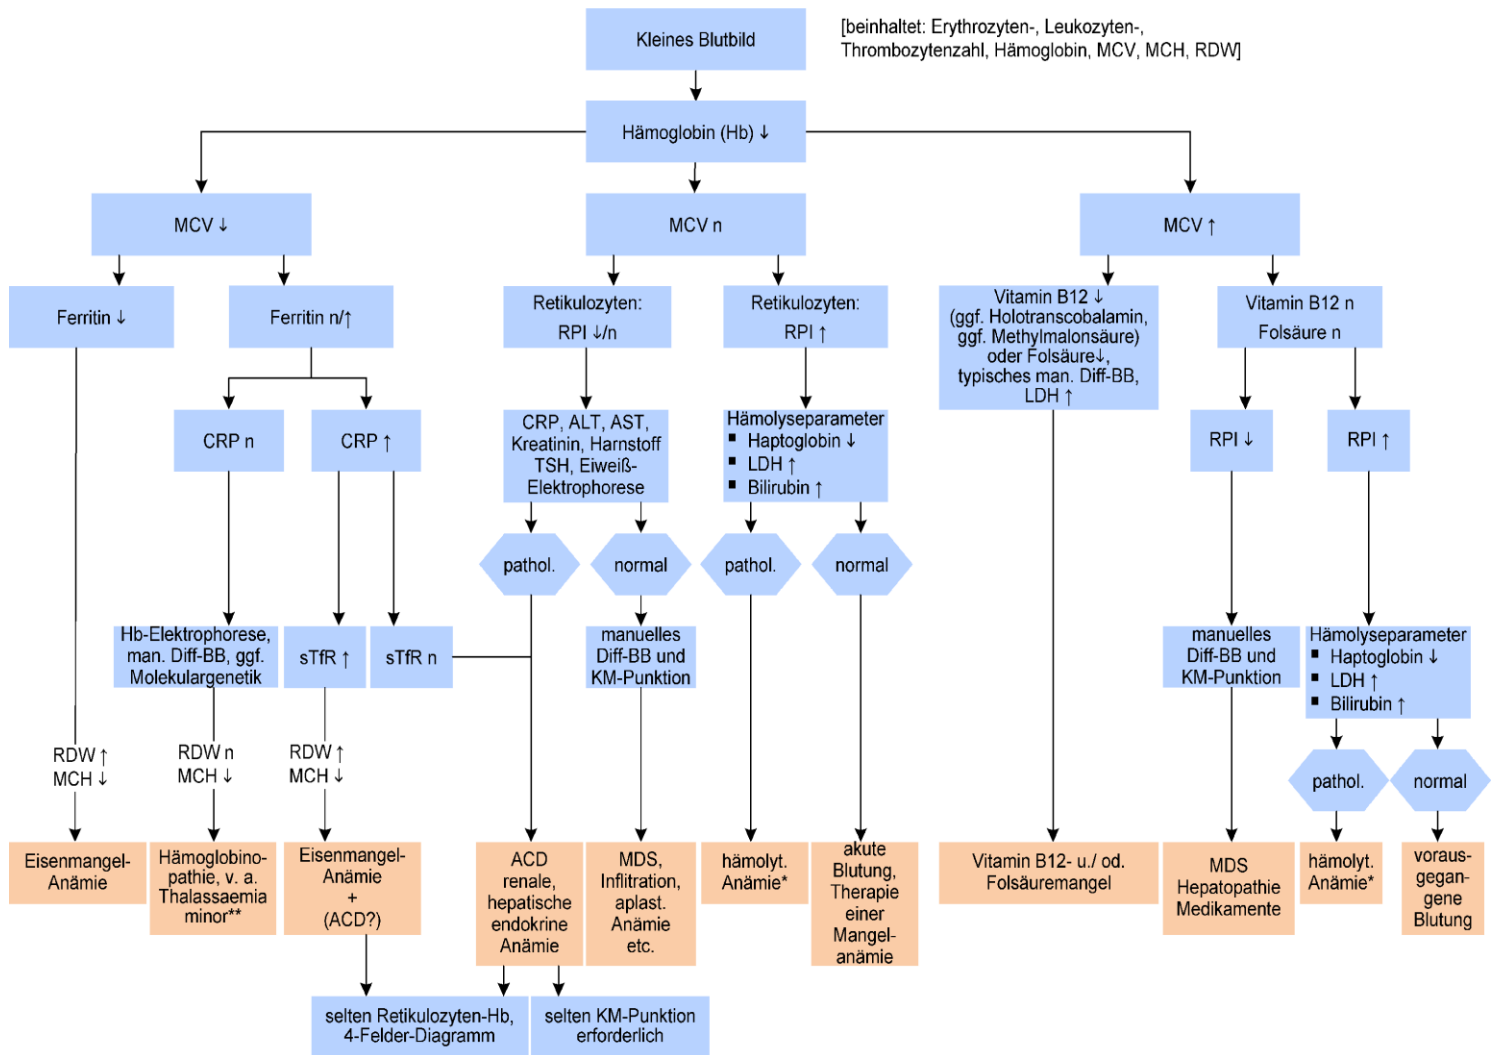 Kleines Blutbild
[beinhaltet: Erythrozyten-, Leukozyten-,
Thrombozytenzahl, Hämoglobin, MCV, MCH, RDW]
Hämoglobin (Hb) ↓
MCV ↓
MCV n
MCV ↑
Ferritin ↓
Ferritin n/↑
Retikulozyten:
RPI ↓/n
Retikulozyten:
RPI ↑
Vitamin B12 ↓
(ggf. Holotranscobalamin,
ggf. Methylmalonsäure)
oder Folsäure↓,
typisches man. Diff-BB,
LDH ↑
Vitamin B12 n
Folsäure n
CRP n
CRP ↑
CRP, ALT, AST,
Kreatinin, Harnstoff
TSH, Eiweiß-
Elektrophorese
Hämolyseparameter
▪ Haptoglobin ↓
▪ LDH ↑
▪ Bilirubin ↑
RPI ↓
RPI ↑
pathol.
normal
pathol.
normal
Hb-Elektrophorese,
man. Diff-BB, ggf.
Molekulargenetik
sTfR ↑
sTfR n
manuelles
Diff-BB und
KM-Punktion
manuelles
Diff-BB und
KM-Punktion
Hämolyseparameter
▪ Haptoglobin ↓
▪ LDH ↑
▪ Bilirubin ↑
RDW ↑
MCH ↓
RDW n
MCH ↓
RDW ↑
MCH ↓
pathol.
normal
Eisenmangel-
Anämie
Hämoglobino-
pathie, v. a.
Thalassaemia
minor**
Eisenmangel-
Anämie
+
(ACD?)
ACD
renale,
hepatische
endokrine
Anämie
MDS,
Inflitration,
aplast.
Anämie
etc.
hämolyt.
Anämie*
akute
Blutung,
Therapie
einer
Mangel-
anämie
Vitamin B12- u./ od.
Folsäuremangel
MDS
Hepatopathie
Medikamente
hämolyt.
Anämie*
voraus-
gegan-
gene
Blutung
selten Retikulozyten-Hb,
4-Felder-Diagramm
selten KM-Punktion
erforderlich